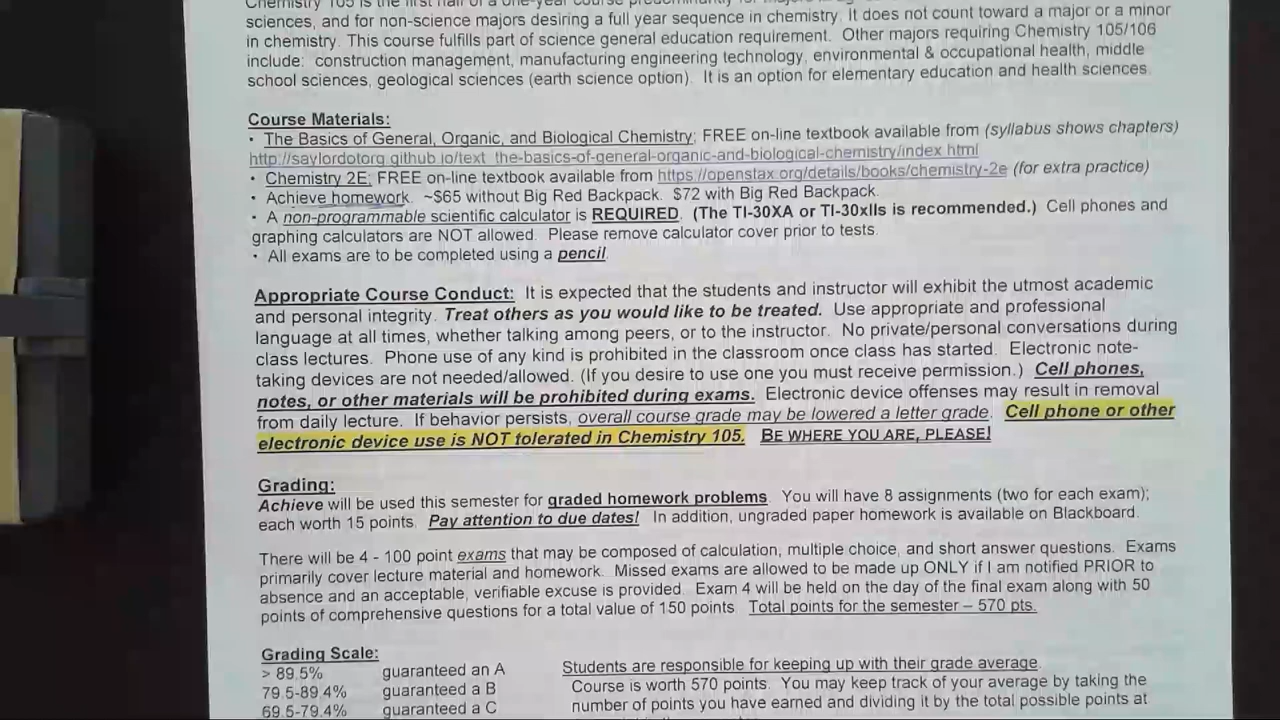 Chemistry 105 is the first half of a one-year course predominantly for majors
sciences, and for non-science majors desiring a full year sequence in chemistry. It does not count toward a major or a minor
in chemistry. This course fulfills part of science general education requirement. Other majors requiring Chemistry 105/106
include: construction management, manufacturing engineering technology, environmental & occupational health, middle
school sciences, geological sciences (earth science option). It is an option for elementary education and health sciences.
Course Materials:
• The Basics of General, Organic, and Biological Chemistry; FREE on-line textbook available from (syllabus shows chapters)
http://saylordotorg.github.io/text_the-basics-of-general-organic-and-biological-chemistry/index.html
• Chemistry 2E; FREE on-line textbook available from https://openstax.org/details/books/chemistry-2e (for extra practice)
• Achieve homework. ~$65 without Big Red Backpack. $72 with Big Red Backpack.
• A non-programmable scientific calculator is REQUIRED. (The TI-30XA or TI-30xIIs is recommended.) Cell phones and
graphing calculators are NOT allowed. Please remove calculator cover prior to tests.
• All exams are to be completed using a pencil.
Appropriate Course Conduct: It is expected that the students and instructor will exhibit the utmost academic
and personal integrity. Treat others as you would like to be treated. Use appropriate and professional
language at all times, whether talking among peers, or to the instructor. No private/personal conversations during
class lectures. Phone use of any kind is prohibited in the classroom once class has started. Electronic note-
taking devices are not needed/allowed. (If you desire to use one you must receive permission.) Cell phones,
notes, or other materials will be prohibited during exams. Electronic device offenses may result in removal
from daily lecture. If behavior persists, overall course grade may be lowered a letter grade. Cell phone or other
electronic device use is NOT tolerated in Chemistry 105. BE WHERE YOU ARE, PLEASE!
Grading:
Achieve will be used this semester for graded homework problems. You will have 8 assignments (two for each exam);
each worth 15 points. Pay attention to due dates! In addition, ungraded paper homework is available on Blackboard.
There will be 4 - 100 point exams that may be composed of calculation, multiple choice, and short answer questions. Exams
primarily cover lecture material and homework. Missed exams are allowed to be made up ONLY if I am notified PRIOR to
absence and an acceptable, verifiable excuse is provided. Exam 4 will be held on the day of the final exam along with 50
points of comprehensive questions for a total value of 150 points. Total points for the semester – 570 pts.
Grading Scale:
> 89.5% guaranteed an A Students are responsible for keeping up with their grade average.
79.5-89.4% guaranteed a B Course is worth 570 points. You may keep track of your average by taking the
69.5-79.4% guaranteed a C number of points you have earned and dividing it by the total possible points at